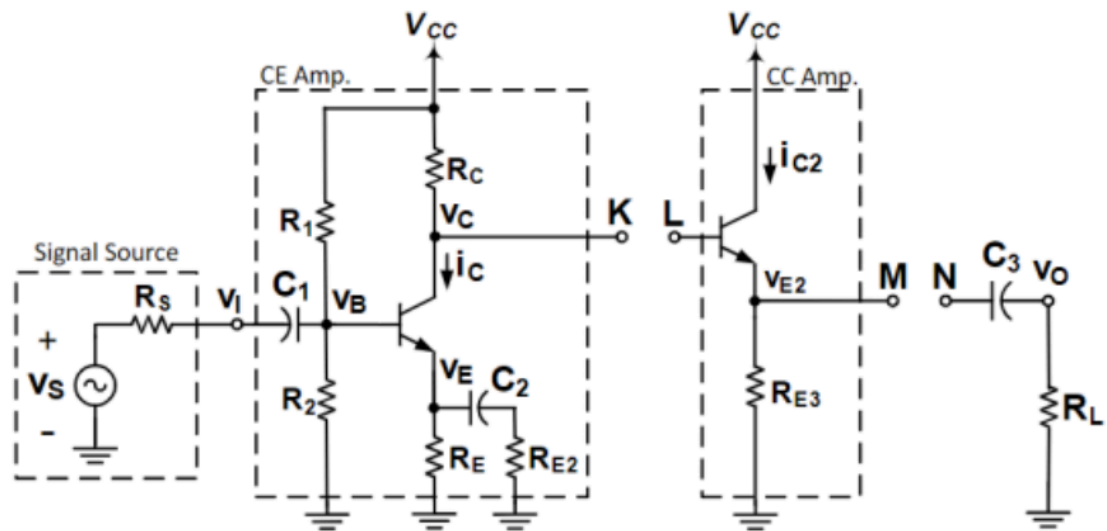 VCC
VCC
CE Amp.
CC Amp.
RC
iC2
R1
vC
K
L
Signal Source
iC
RS
vI
C1
vB
vE2
M
N
C3
vO
+
vS
-
vE
C2
R2
RE
RE2
RE3
RL